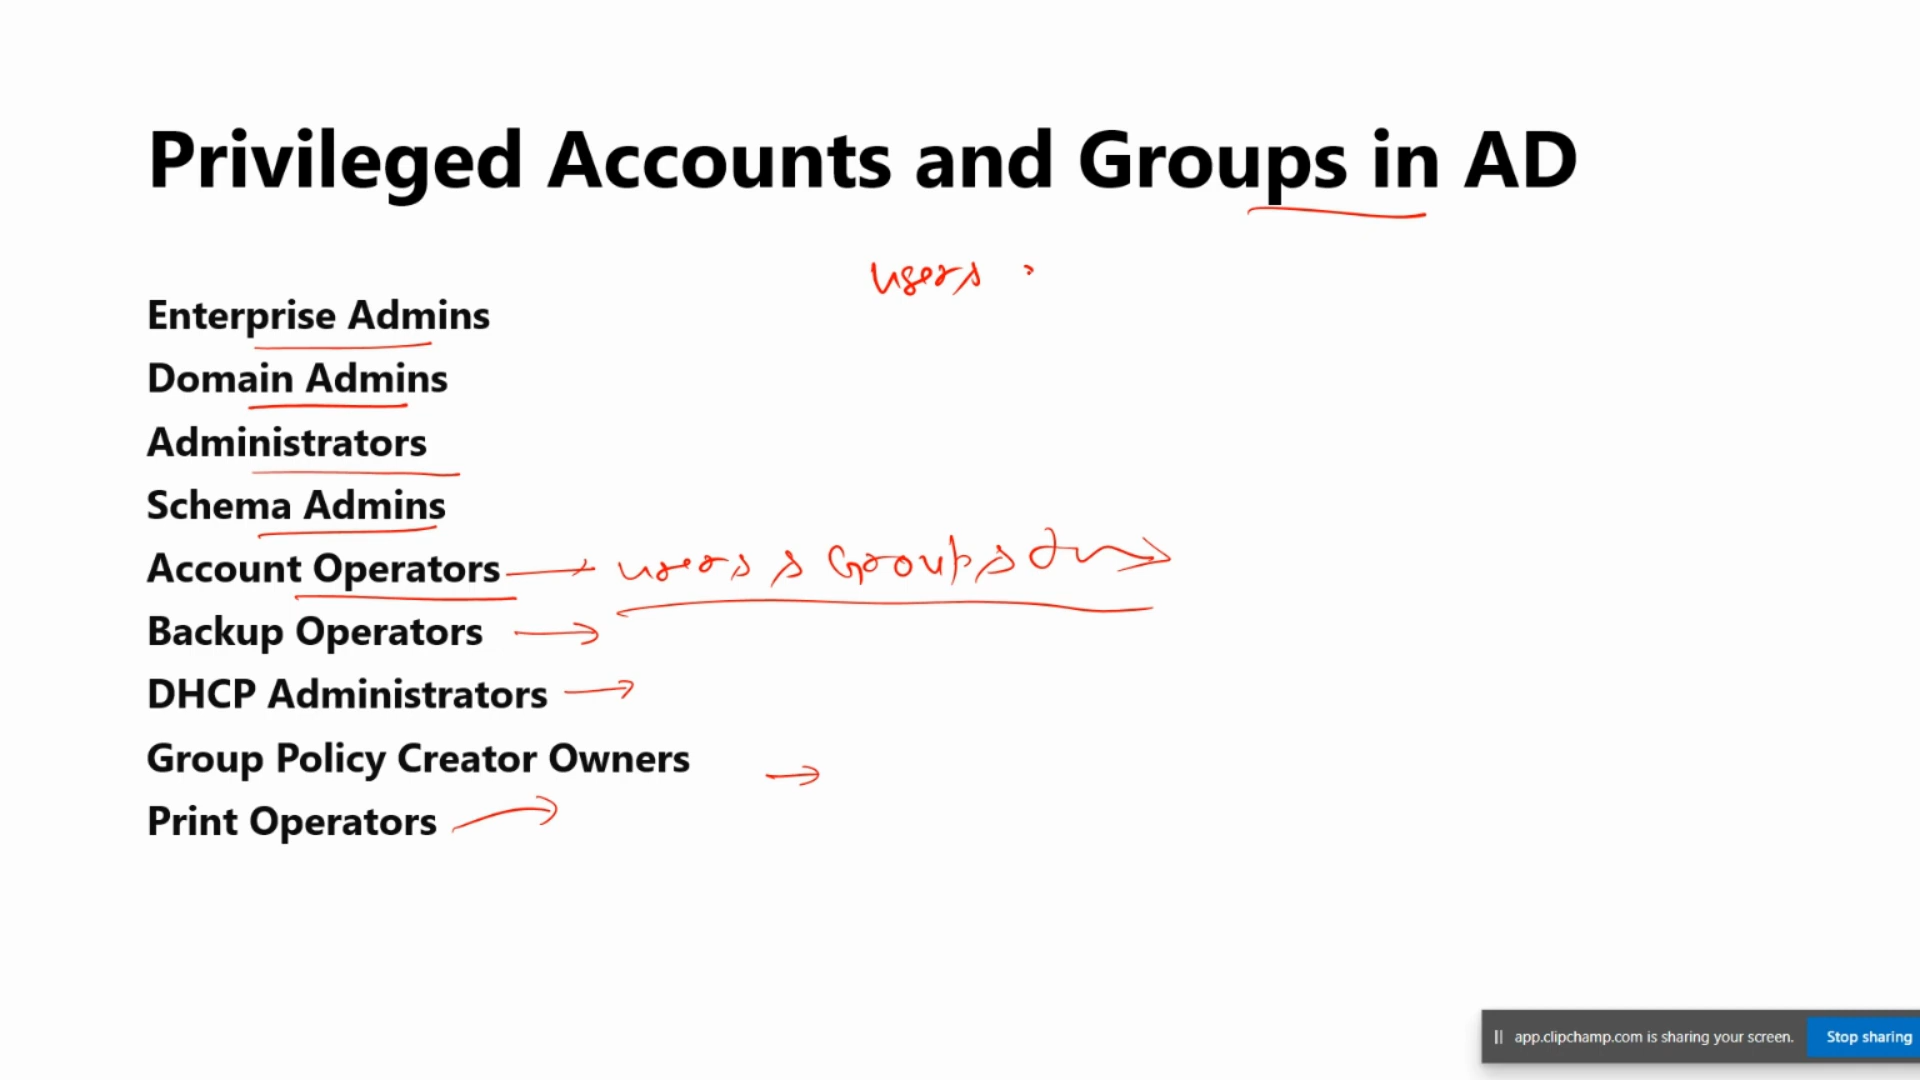 Privileged Accounts and Groups in AD
users
Enterprise Admins
Domain Admins
Administrators
Schema Admins
Account Operators users Groups
Backup Operators
DHCP Administrators
Group Policy Creator Owners
Print Operators
app.clipchamp.com is sharing your screen. Stop sharing